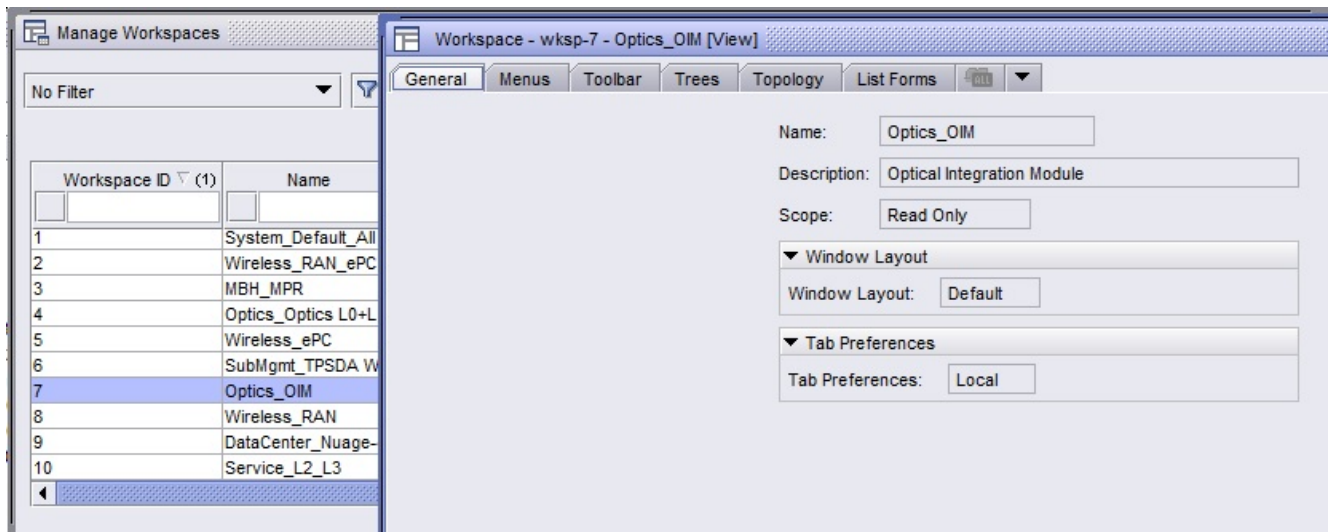 Manage Workspaces
No Filter
Workspace ID (1) Name
1 System_Default_All
2 Wireless_RAN_ePC
3 MBH_MPR
4 Optics_Optics L0+L
5 Wireless_ePC
6 SubMgmt_TPSDA W
7 Optics_OIM
8 Wireless_RAN
9 DataCenter_Nuage-
10 Service_L2_L3
Workspace - wksp-7 - Optics_OIM [View]
General Menus Toolbar Trees Topology List Forms ALL
Name: Optics_OIM
Description: Optical Integration Module
Scope: Read Only
Window Layout
Window Layout: Default
Tab Preferences
Tab Preferences: Local